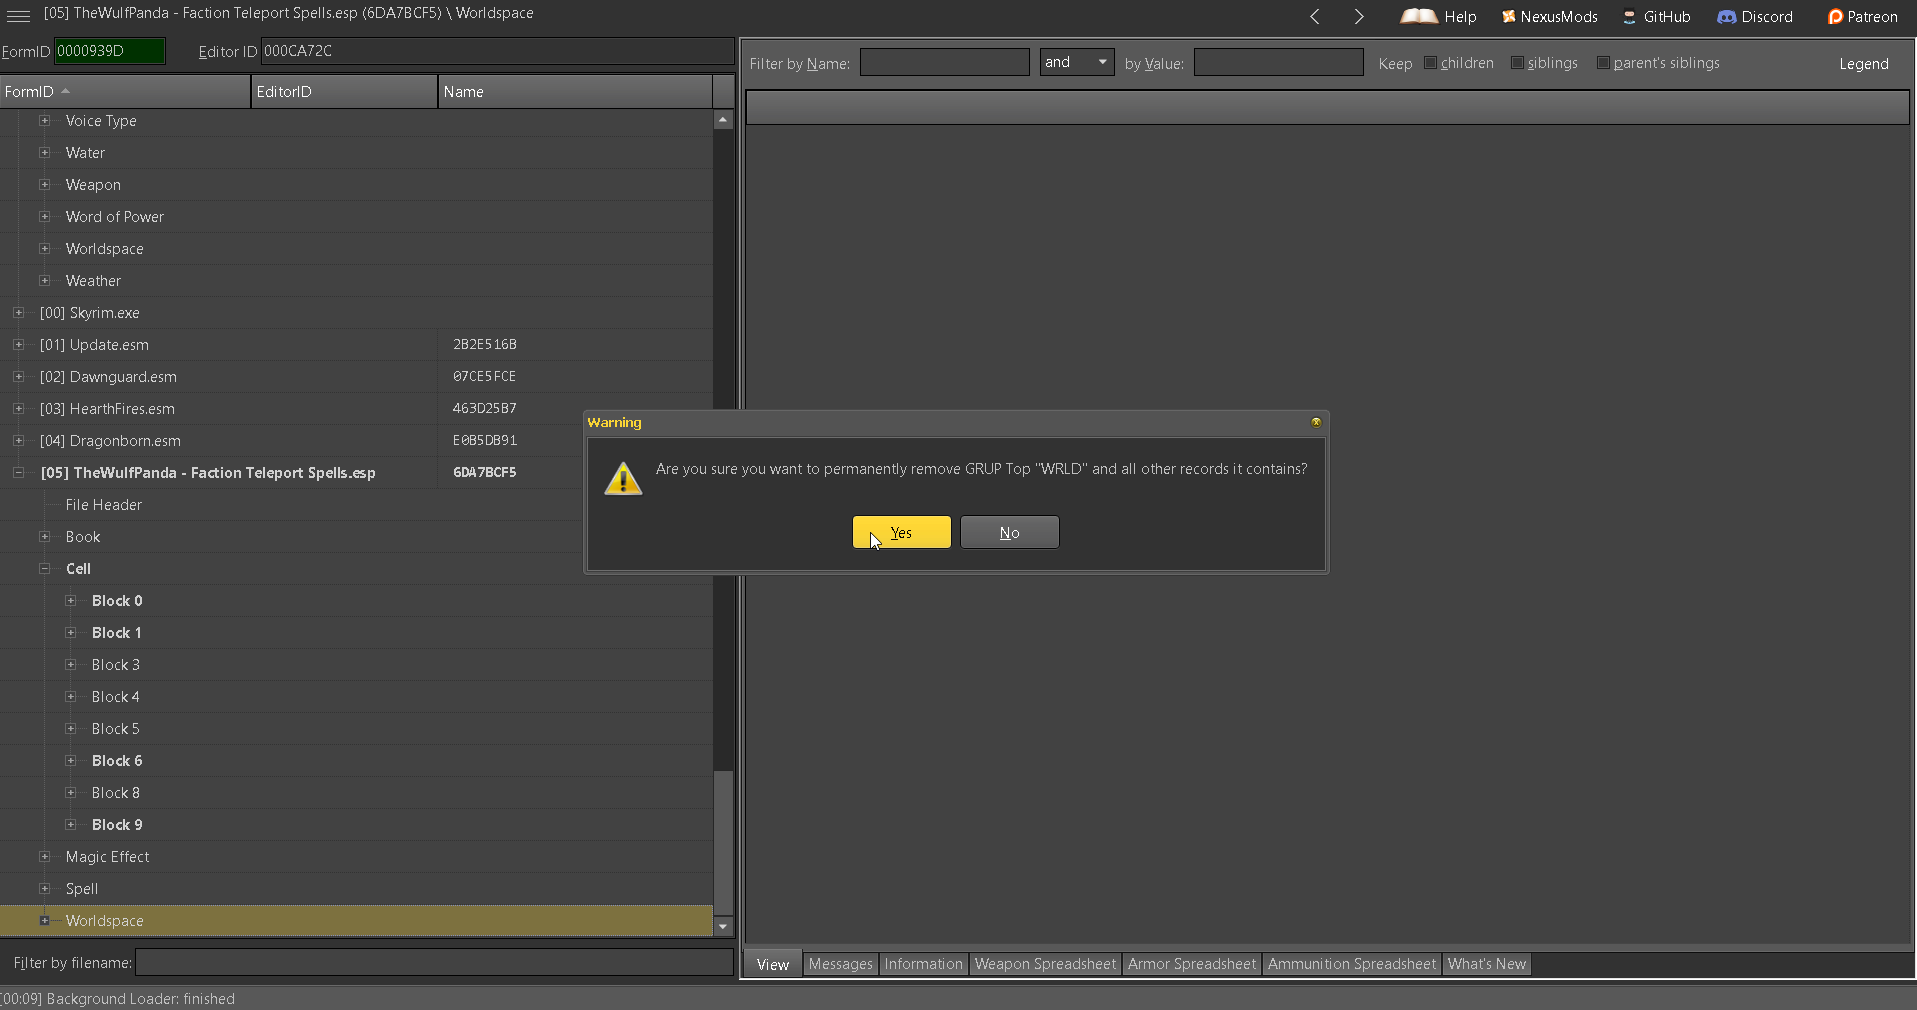 [05] TheWulfPanda - Faction Teleport Spells.esp (6DA7BCF5) \ Worldspace
Help NexusMods GitHub Discord Patreon
FormID 0000939D Editor ID 000CA72C
Filter by Name: and by Value: Keep children siblings parent's siblings Legend
FormID EditorID Name
Voice Type
Water
Weapon
Word of Power
Worldspace
Weather
[00] Skyrim.exe
[01] Update.esm 2B2E516B
[02] Dawnguard.esm 07CE5FCE
[03] HearthFires.esm 463D25B7
[04] Dragonborn.esm E0B5DB91
[05] TheWulfPanda - Faction Teleport Spells.esp 6DA7BCF5
File Header
Book
Cell
Block 0
Block 1
Block 3
Block 4
Block 5
Block 6
Block 8
Block 9
Magic Effect
Spell
Worldspace
Warning
Are you sure you want to permanently remove GRUP Top "WRLD" and all other records it contains?
Yes No
Filter by filename:
View Messages Information Weapon Spreadsheet Armor Spreadsheet Ammunition Spreadsheet What's New
[00:09] Background Loader: finished